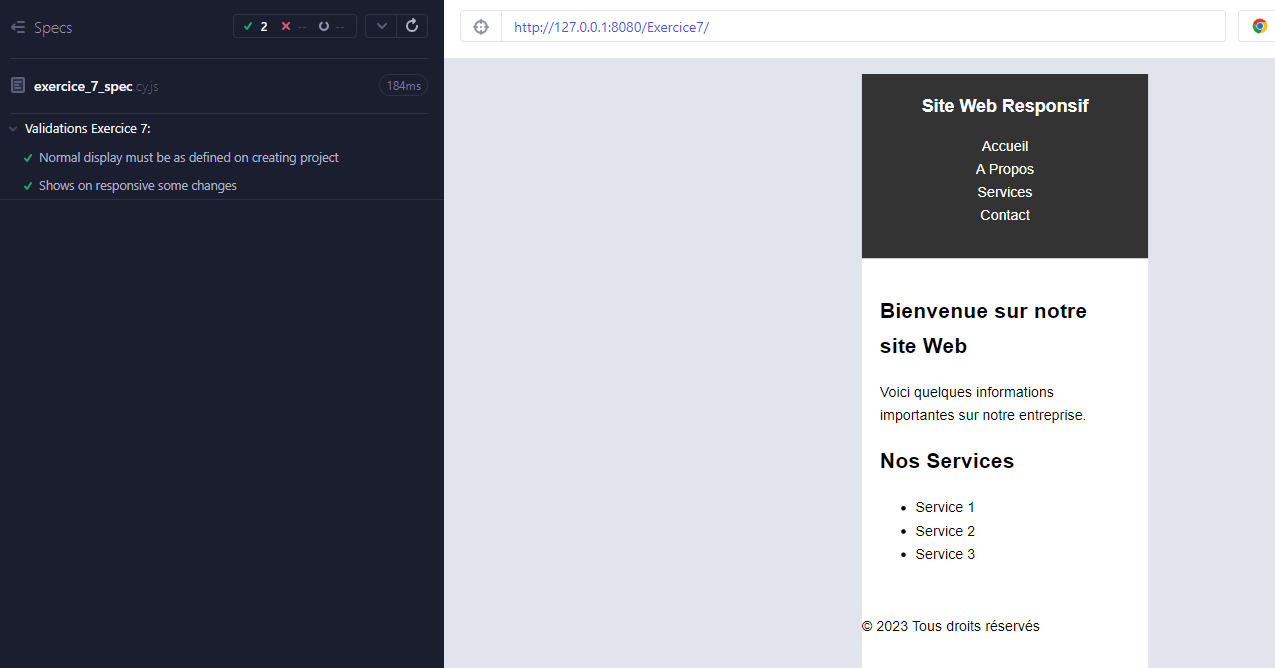 Specs
2 -- --
exercice_7_spec.cy.js
184ms
Validations Exercice 7:
Normal display must be as defined on creating project
Shows on responsive some changes
http://127.0.0.1:8080/Exercice7/
Site Web Responsif
Accueil
A Propos
Services
Contact
Bienvenue sur notre
site Web
Voici quelques informations
importantes sur notre entreprise.
Nos Services
• Service 1
• Service 2
• Service 3
© 2023 Tous droits réservés